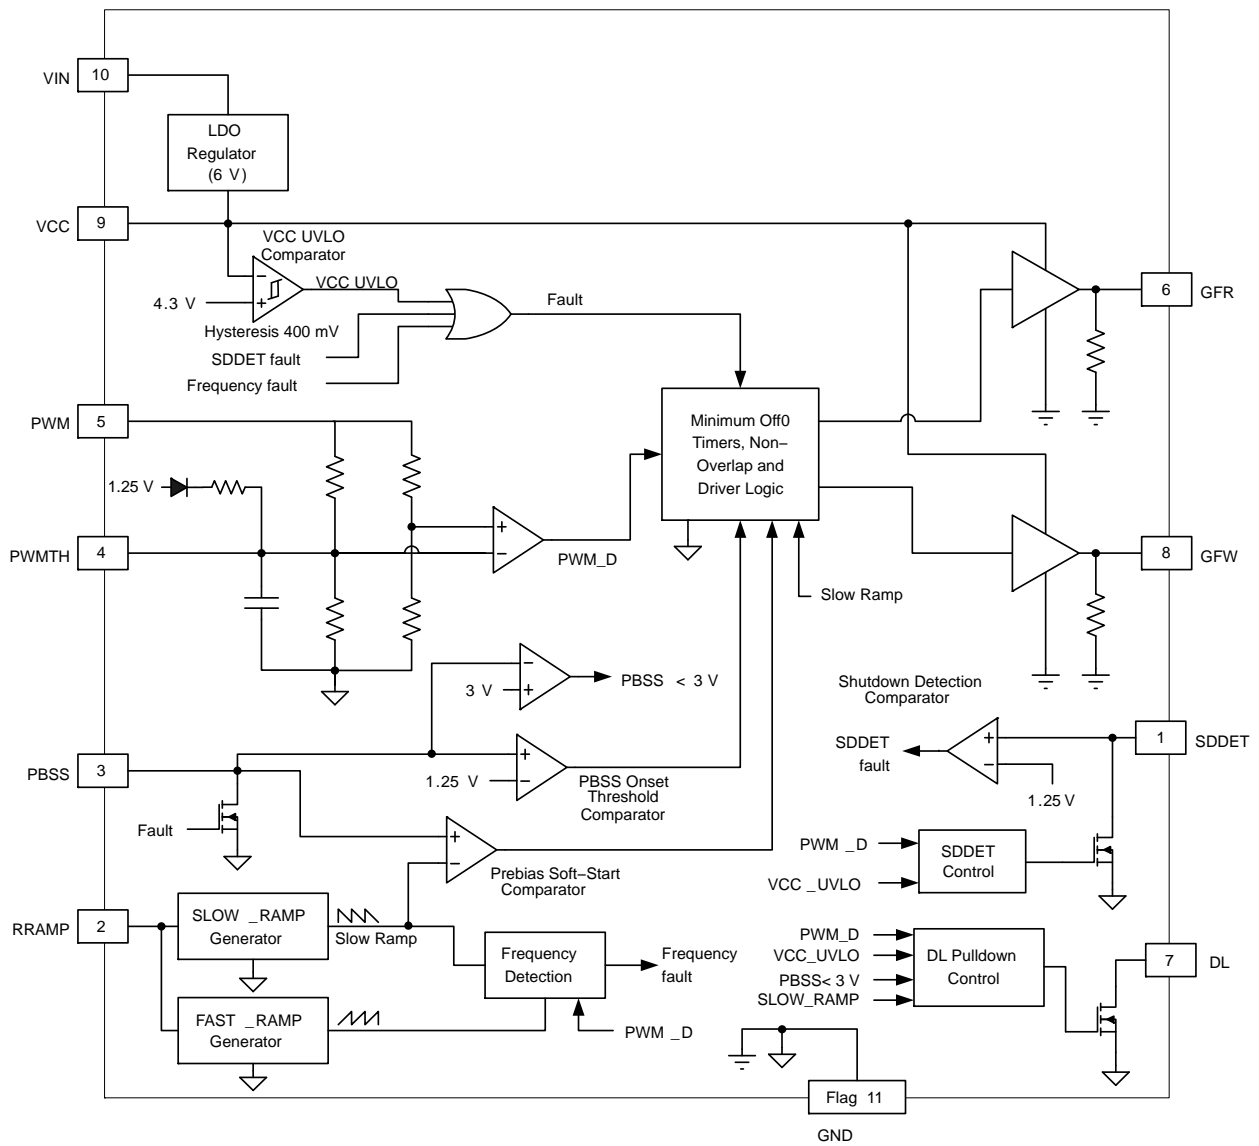 VIN
10
LDO
Regulator
(6 V)
VCC
9
VCC UVLO
Comparator
VCC UVLO
4.3 V
Hysteresis 400 mV
SDDET fault
Frequency fault
Fault
6
GFR
PWM
5
1.25 V
PWMTH
4
PWM_D
Minimum Off0
Timers, Non–
Overlap and
Driver Logic
Slow Ramp
8
GFW
3 V
PBSS < 3 V
PBSS
3
1.25 V
PBSS Onset
Threshold
Comparator
Fault
Prebias Soft–Start
Comparator
Shutdown Detection
Comparator
SDDET
fault
1.25 V
1
SDDET
PWM _D
VCC _UVLO
SDDET
Control
RRAMP
2
SLOW _RAMP
Generator
Slow Ramp
FAST _RAMP
Generator
Frequency
Detection
Frequency
fault
PWM _D
PWM_D
VCC_UVLO
PBSS< 3 V
SLOW_RAMP
DL Pulldown
Control
7
DL
Flag 11
GND